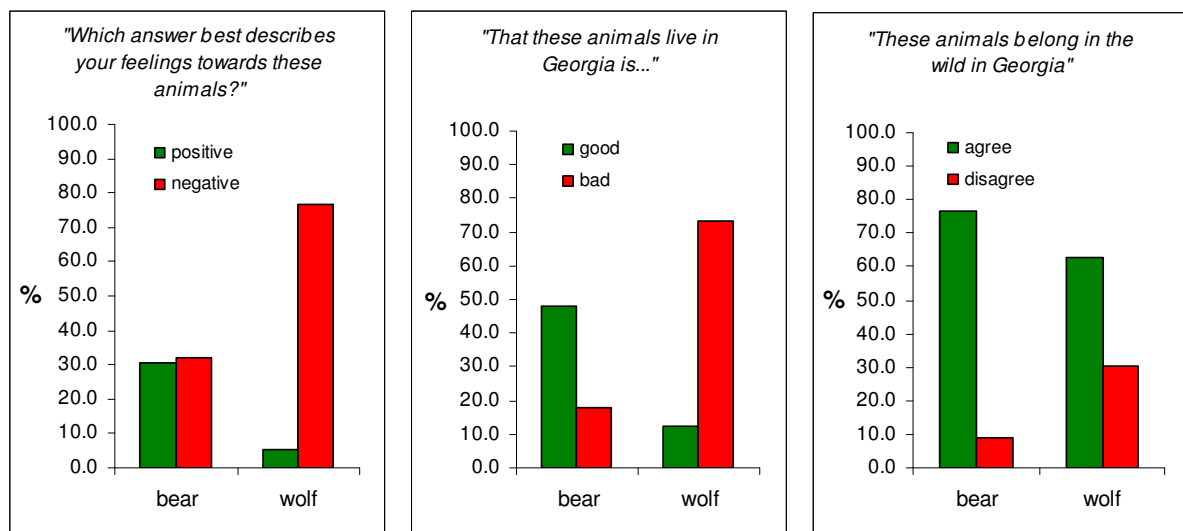 "Which answer best describes
your feelings towards these
animals?"
100.0
90.0
80.0
70.0
60.0
50.0
40.0
30.0
20.0
10.0
0.0
%
positive
negative
bear wolf
"That these animals live in
Georgia is..."
100.0
90.0
80.0
70.0
60.0
50.0
40.0
30.0
20.0
10.0
0.0
%
good
bad
bear wolf
"These animals belong in the
wild in Georgia"
100.0
90.0
80.0
70.0
60.0
50.0
40.0
30.0
20.0
10.0
0.0
%
agree
disagree
bear wolf